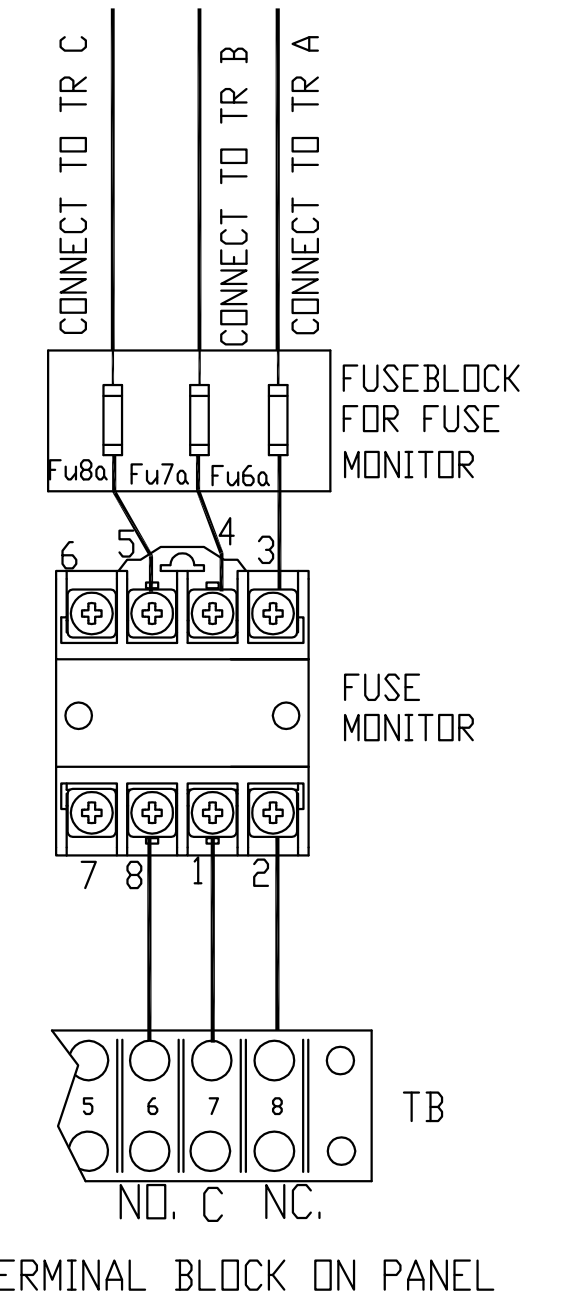 CONNECT TO TR C
CONNECT TO TR B
CONNECT TO TR A
FUSEBLOCK
FOR FUSE
MONITOR
Fu8a Fu7a Fu6a
6 5 4 3
FUSE
MONITOR
7 8 1 2
5 6 7 8
TB
NO. C NC.
ERMINAL BLOCK ON PANEL